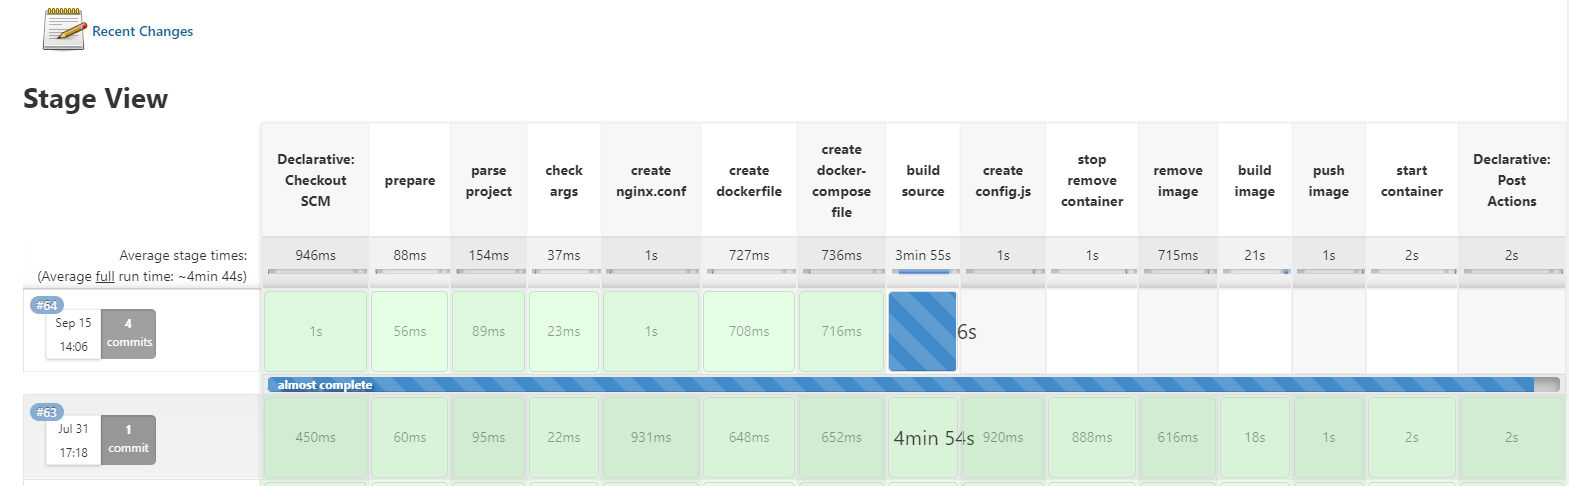 Recent Changes
Stage View
Declarative: Checkout SCM
prepare
parse project
check args
create nginx.conf
create dockerfile
create docker-compose file
build source
create config.js
stop remove container
remove image
build image
push image
start container
Declarative: Post Actions
Average stage times:
(Average full run time: ~4min 44s)
946ms 88ms 154ms 37ms 1s 727ms 736ms 3min 55s 1s 1s 715ms 21s 1s 2s 2s
#64
Sep 15
14:06
4
commits
1s 56ms 89ms 23ms 1s 708ms 716ms 6s
almost complete
#63
Jul 31
17:18
1
commit
450ms 60ms 95ms 22ms 931ms 648ms 652ms 4min 54s 920ms 888ms 616ms 18s 1s 2s 2s